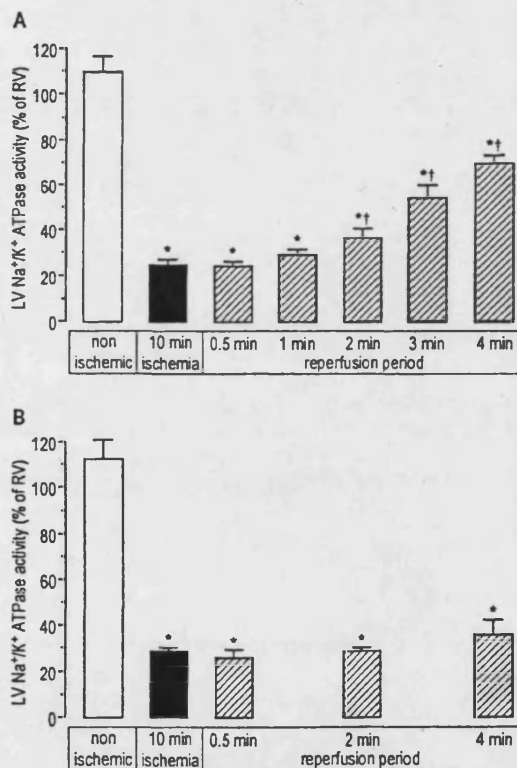 A
LV Na⁺/K⁺ ATPase activity (% of RV)
120
100
80
60
40
20
0
*
*
*
*†
*†
*†
non ischemic
10 min ischemia
0.5 min
1 min
2 min
3 min
4 min
reperfusion period
B
LV Na⁺/K⁺ ATPase activity (% of RV)
120
100
80
60
40
20
0
*
*
*
*
non ischemic
10 min ischemia
0.5 min
2 min
4 min
reperfusion period